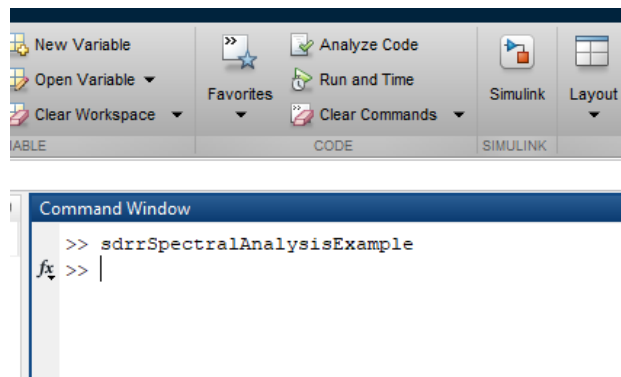 New Variable
Open Variable
Clear Workspace
Favorites
Analyze Code
Run and Time
Clear Commands
Simulink
Layout
CODE
SIMULINK
Command Window
>> sdrrSpectralAnalysisExample
fx >>